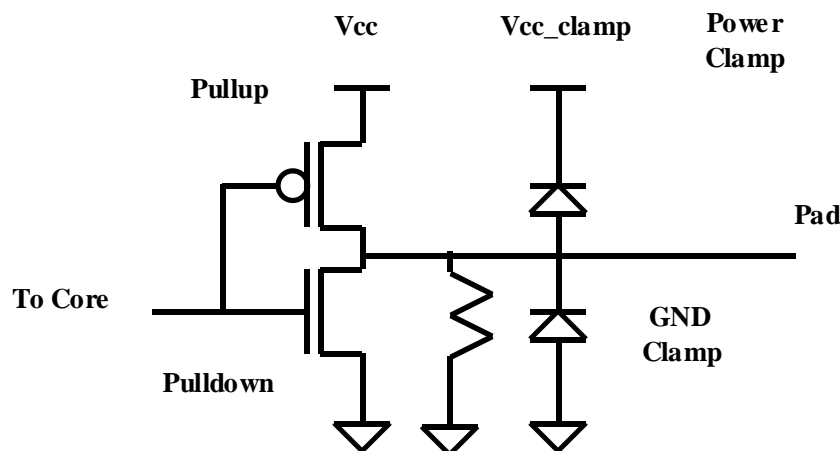 Vcc
Vcc_clamp
Power
Clamp
Pullup
Pad
To Core
GND
Clamp
Pulldown